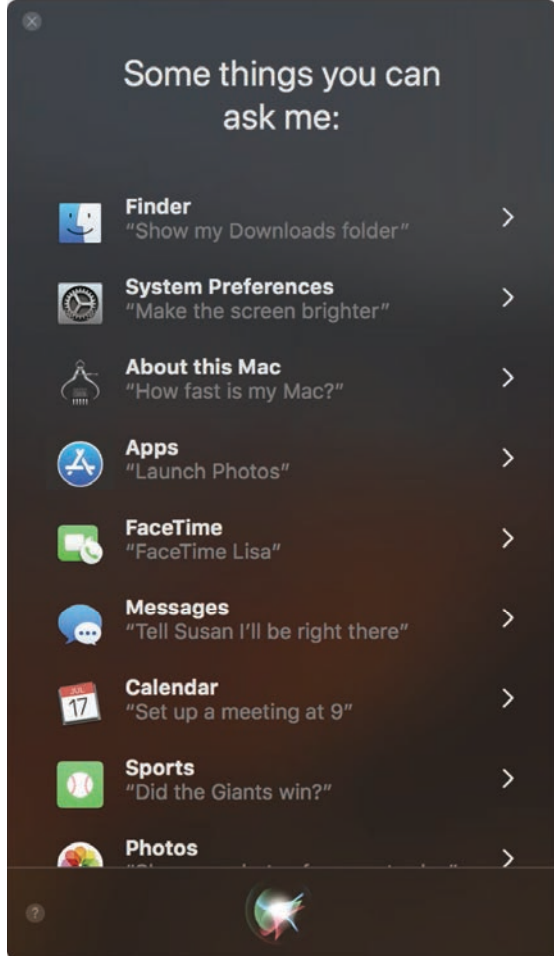 Some things you can
ask me:
Finder
“Show my Downloads folder”
System Preferences
“Make the screen brighter”
About this Mac
“How fast is my Mac?”
Apps
“Launch Photos”
FaceTime
“FaceTime Lisa”
Messages
“Tell Susan I’ll be right there”
JUL
17
Calendar
“Set up a meeting at 9”
Sports
“Did the Giants win?”
Photos
?